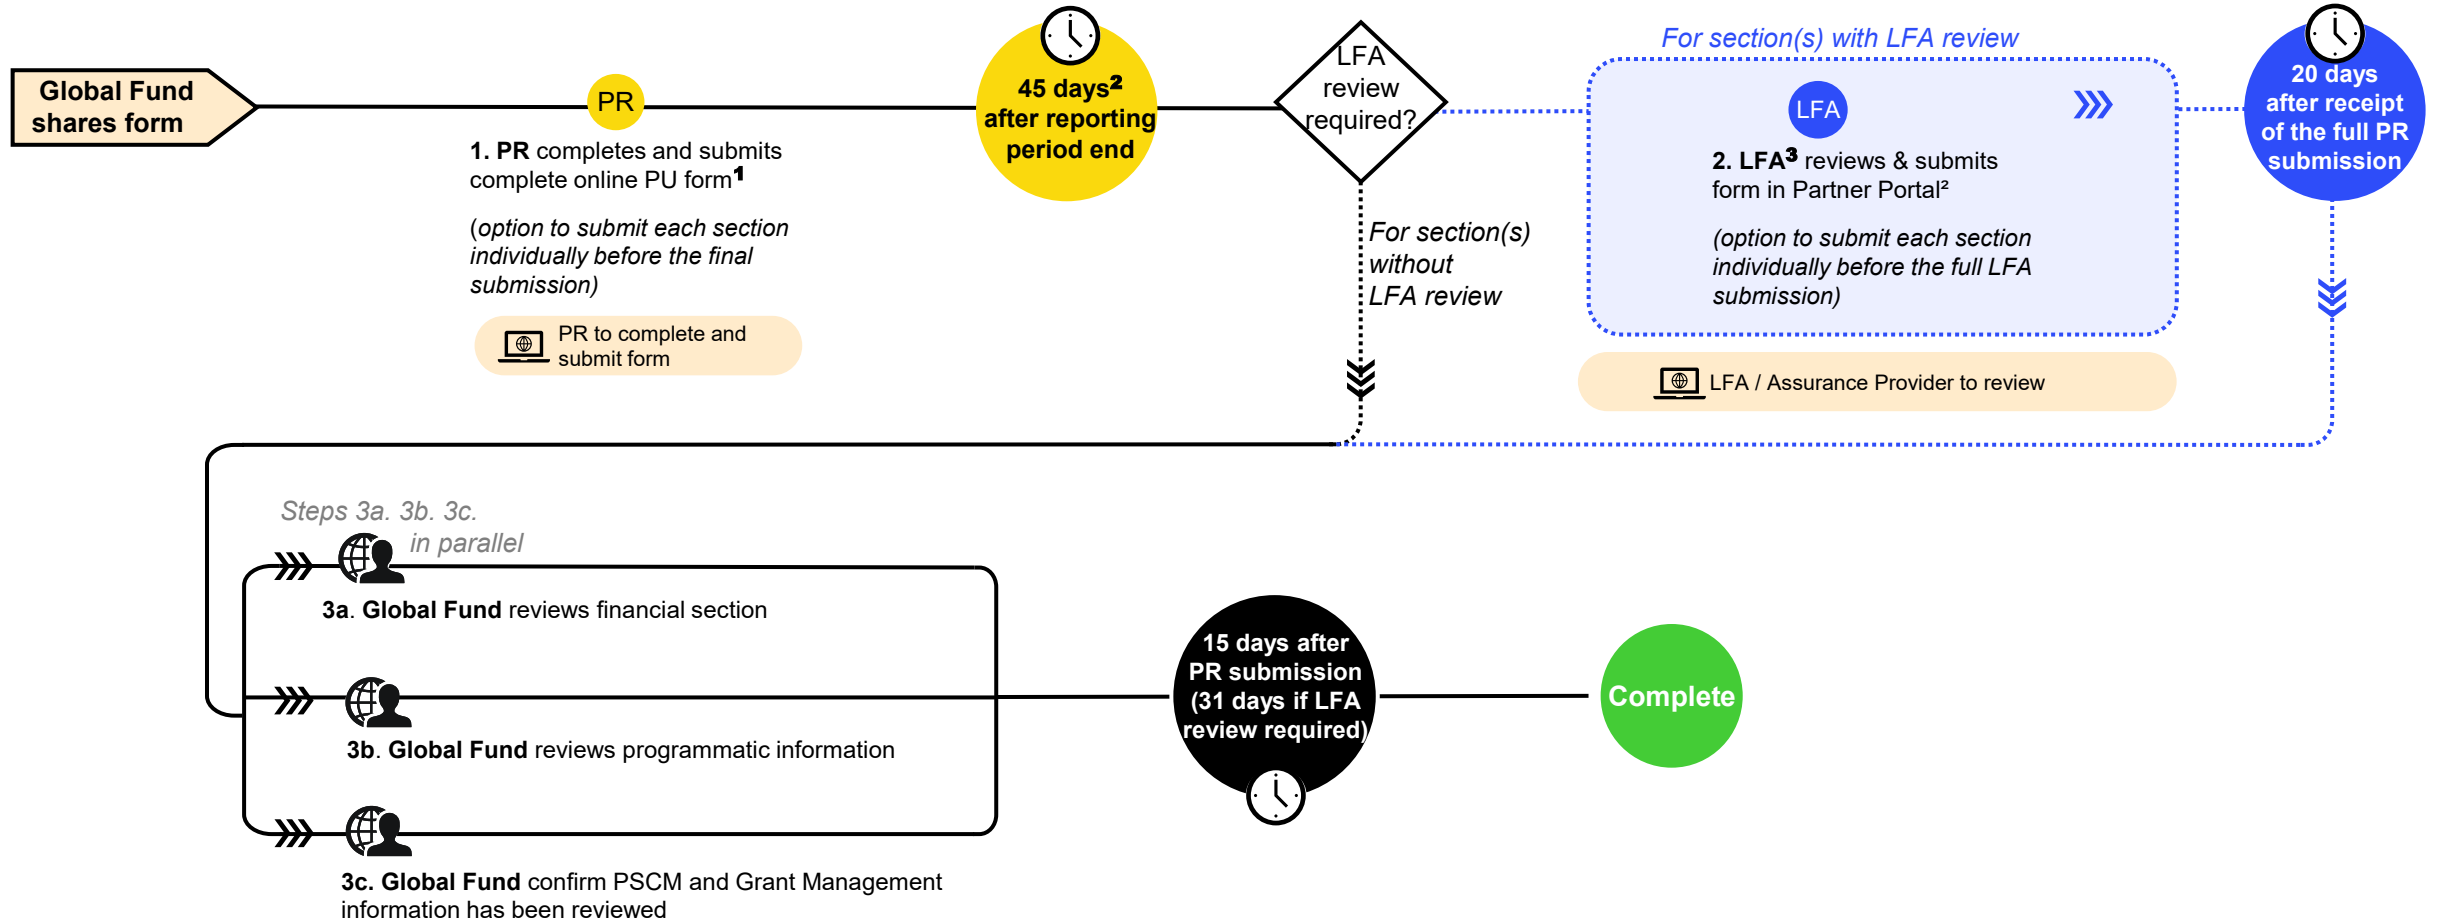 Global Fund
shares form
PR
1. PR completes and submits
complete online PU form¹
(option to submit each section
individually before the final
submission)
PR to complete and
submit form
45 days²
after reporting
period end
LFA
review
required?
For section(s)
without
LFA review
For section(s) with LFA review
LFA
2. LFA³ reviews & submits
form in Partner Portal²
(option to submit each section
individually before the full LFA
submission)
LFA / Assurance Provider to review
20 days
after receipt
of the full PR
submission
Steps 3a. 3b. 3c.
in parallel
3a. Global Fund reviews financial section
3b. Global Fund reviews programmatic information
3c. Global Fund confirm PSCM and Grant Management
information has been reviewed
15 days after
PR submission
(31 days if LFA
review required)
Complete